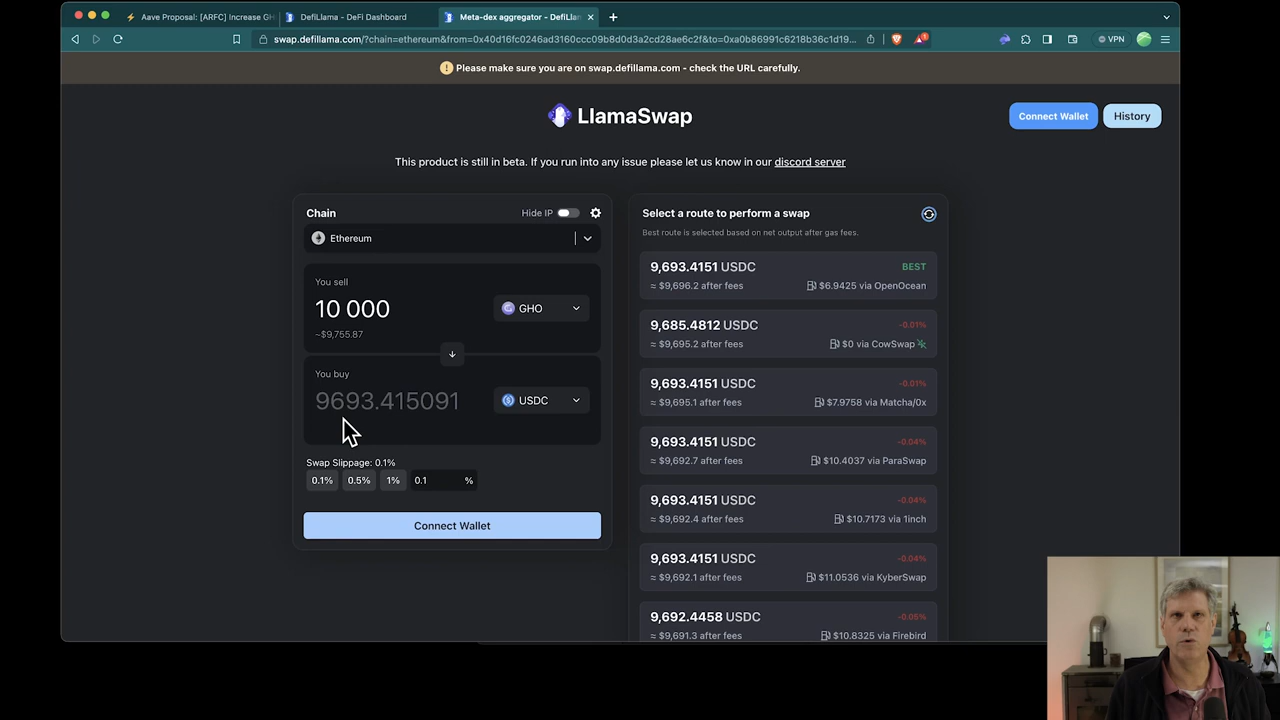 Aave Proposal: [ARFC] Increase GH
DefiLlama - DeFi Dashboard
Meta-dex aggregator - DefiLlam
swap.defillama.com/?chain=ethereum&from=0x40d16fc0246ad3160ccc09b8d0d3a2cd28ae6c2f&to=0xa0b86991c6218b36c1d19...
VPN
Please make sure you are on swap.defillama.com - check the URL carefully.
LlamaSwap
Connect Wallet
History
This product is still in beta. If you run into any issue please let us know in our discord server
Chain
Hide IP
Ethereum
You sell
10 000
GHO
~$9,755.87
You buy
9693.415091
USDC
Swap Slippage: 0.1%
0.1%
0.5%
1%
0.1
%
Connect Wallet
Select a route to perform a swap
Best route is selected based on net output after gas fees.
9,693.4151 USDC
BEST
≈ $9,696.2 after fees
$6.9425 via OpenOcean
9,685.4812 USDC
-0.01%
≈ $9,695.2 after fees
$0 via CowSwap
9,693.4151 USDC
-0.01%
≈ $9,695.1 after fees
$7.9758 via Matcha/0x
9,693.4151 USDC
-0.04%
≈ $9,692.7 after fees
$10.4037 via ParaSwap
9,693.4151 USDC
-0.04%
≈ $9,692.4 after fees
$10.7173 via 1inch
9,693.4151 USDC
-0.04%
≈ $9,692.1 after fees
$11.0536 via KyberSwap
9,692.4458 USDC
-0.05%
≈ $9,691.3 after fees
$10.8325 via Firebird